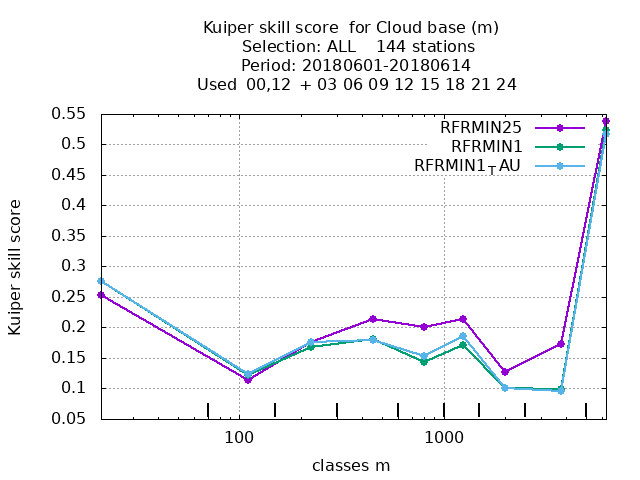 Kuiper skill score  for Cloud base (m)
Selection: ALL    144 stations
Period: 20180601-20180614
Used  00,12  + 03 06 09 12 15 18 21 24
RFRMIN25
RFRMIN1
RFRMIN1TAU
Kuiper skill score
0.55
0.5
0.45
0.4
0.35
0.3
0.25
0.2
0.15
0.1
0.05
100 1000
classes m